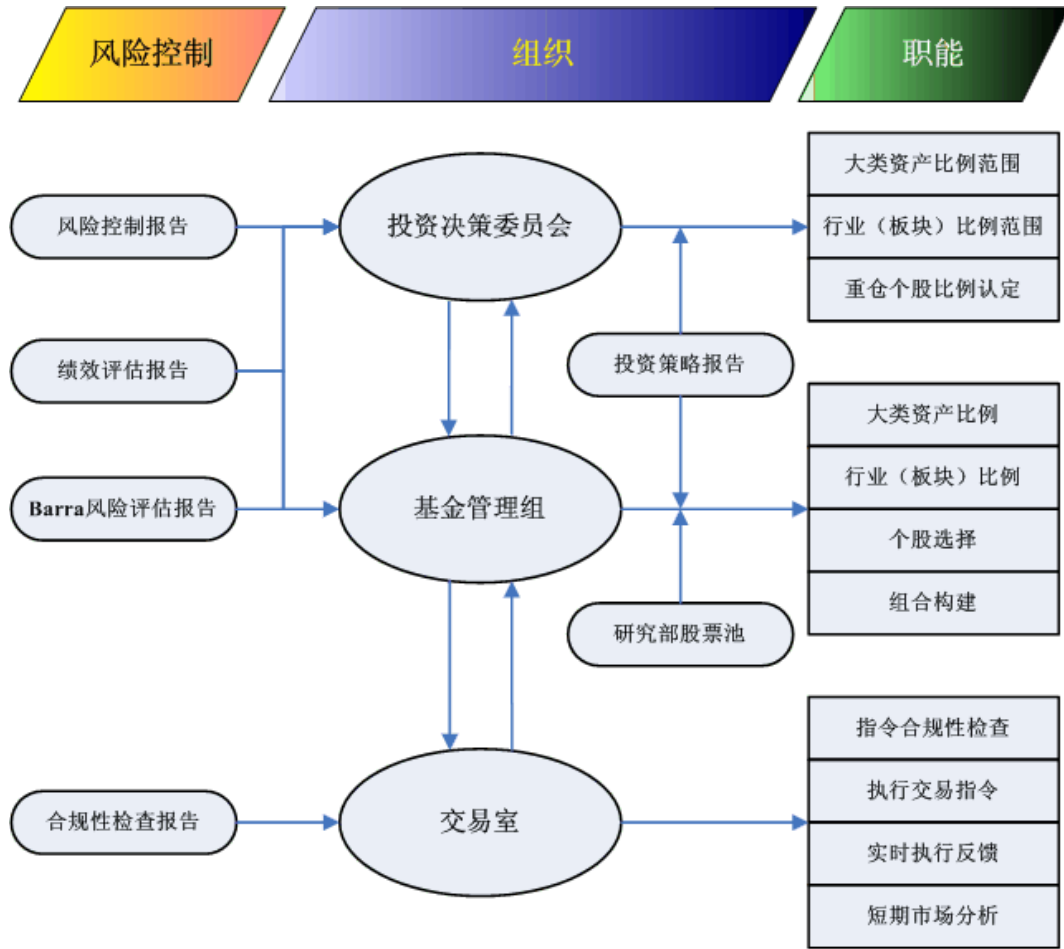 风险控制
组织
职能
大类资产比例范围
风险控制报告
投资决策委员会
行业（板块）比例范围
重仓个股比例认定
绩效评估报告
投资策略报告
大类资产比例
行业（板块）比例
Barra风险评估报告
基金管理组
个股选择
组合构建
研究部股票池
指令合规性检查
执行交易指令
合规性检查报告
交易室
实时执行反馈
短期市场分析